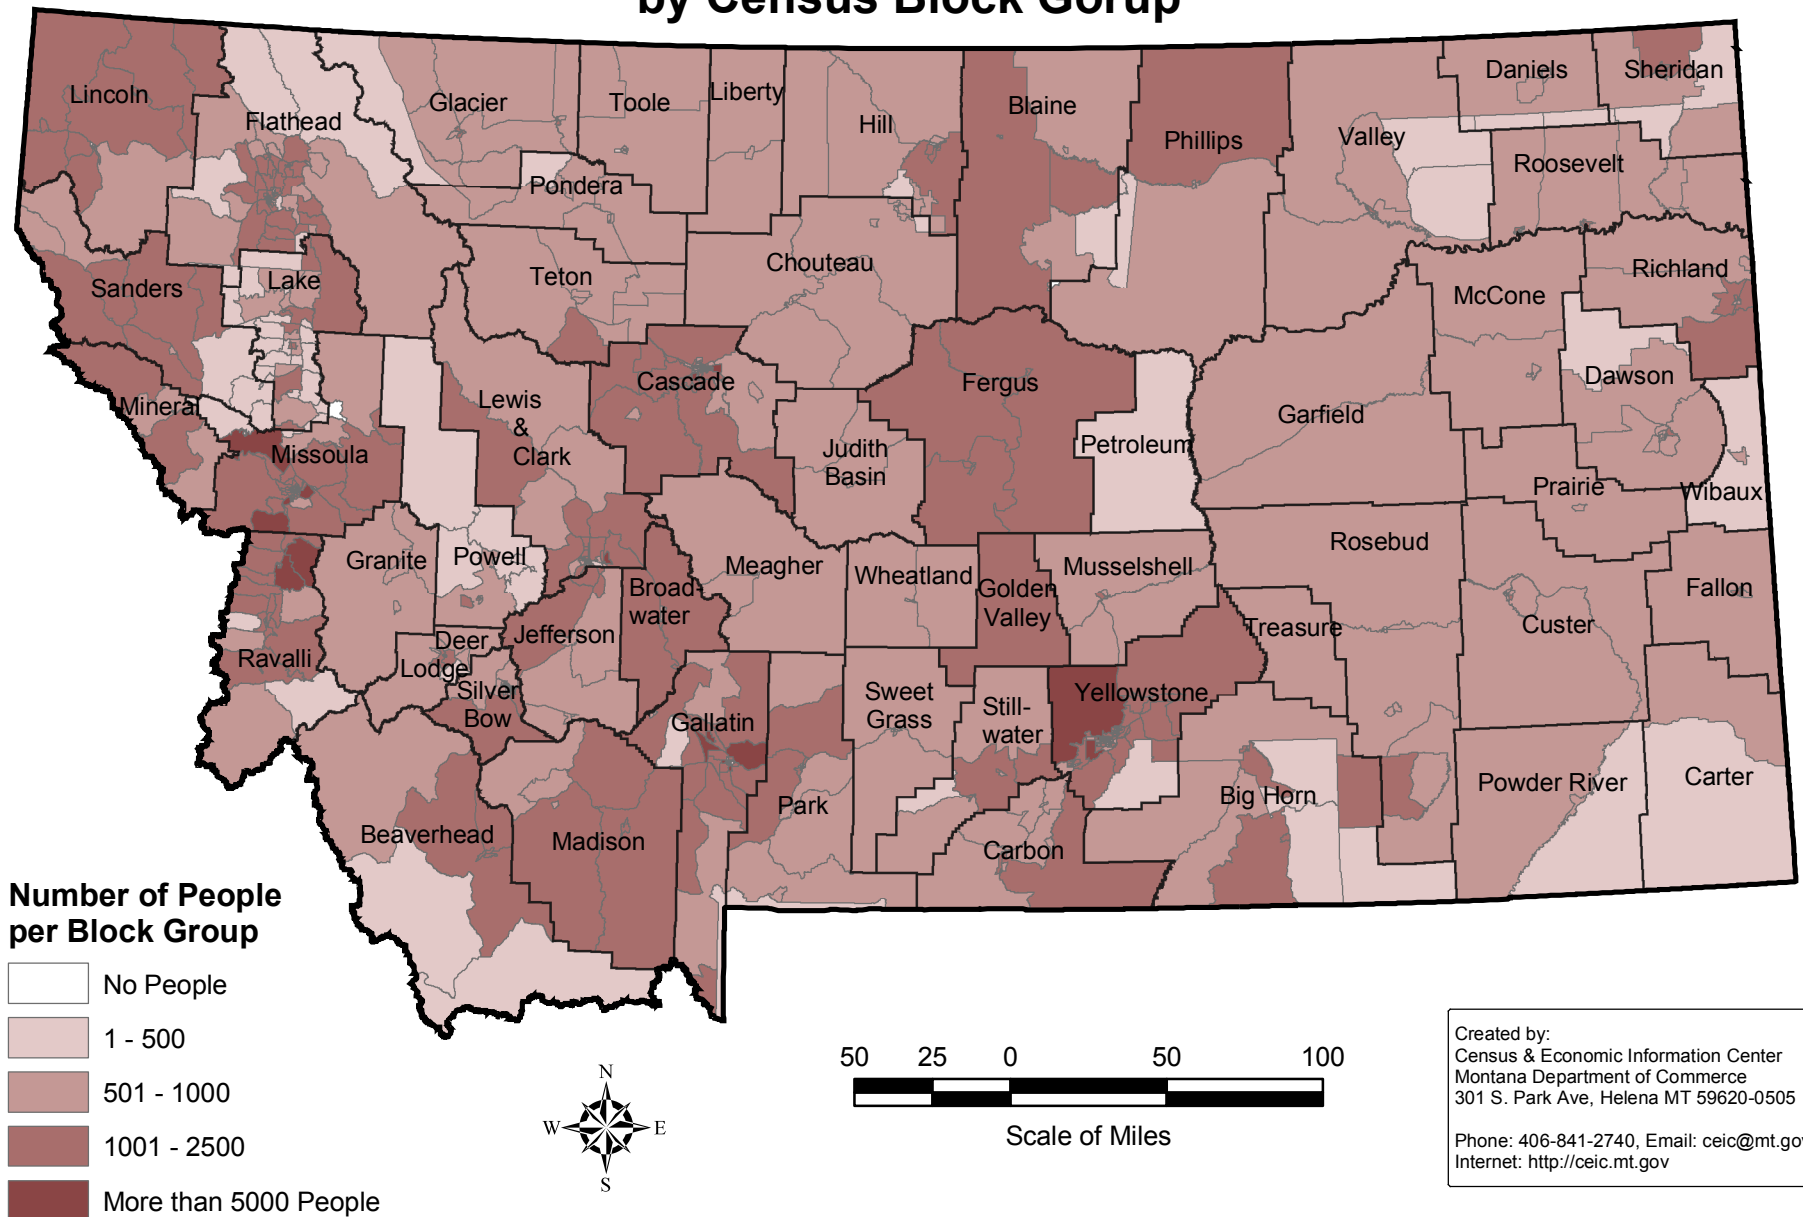 by Census Block Gorup
Lincoln
Flathead
Glacier
Toole
Liberty
Hill
Blaine
Phillips
Valley
Daniels
Sheridan
Roosevelt
Pondera
Sanders
Lake
Teton
Chouteau
McCone
Richland
Mineral
Missoula
Lewis
&
Clark
Cascade
Judith
Basin
Fergus
Petroleum
Garfield
Dawson
Prairie
Wibaux
Granite
Powell
Meagher
Wheatland
Golden
Valley
Musselshell
Rosebud
Treasure
Custer
Fallon
Broad-
water
Jefferson
Deer
Lodge
Ravalli
Silver
Bow
Gallatin
Sweet
Grass
Still-
water
Yellowstone
Park
Carbon
Big Horn
Powder River
Carter
Beaverhead
Madison
Number of People
per Block Group
No People
1 - 500
501 - 1000
1001 - 2500
More than 5000 People
N
W E
S
50 25 0 50 100
Scale of Miles
Created by:
Census & Economic Information Center
Montana Department of Commerce
301 S. Park Ave, Helena MT 59620-0505
Phone: 406-841-2740, Email: ceic@mt.gov
Internet: http://ceic.mt.gov